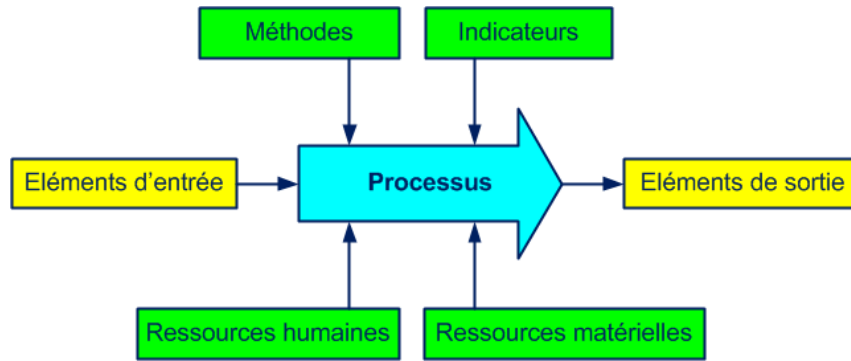 Méthodes
Indicateurs
Eléments d'entrée
Processus
Eléments de sortie
Ressources humaines
Ressources matérielles